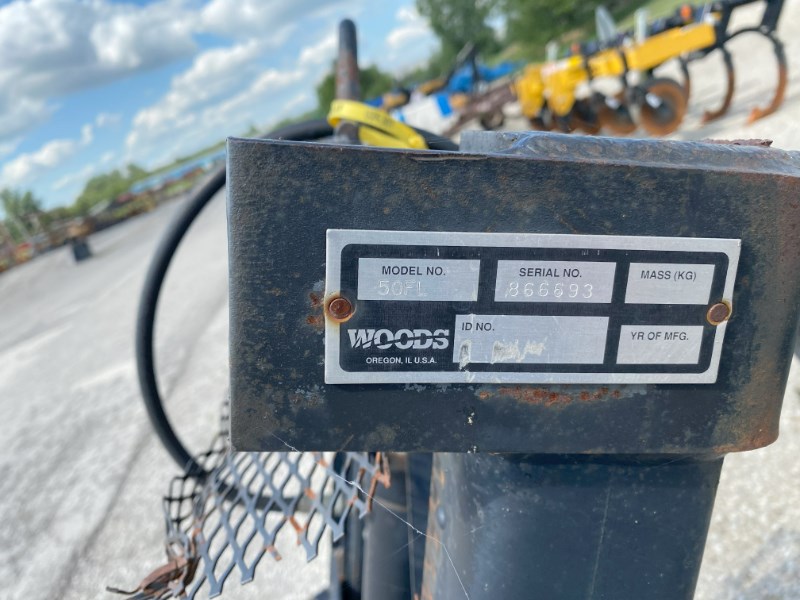 MODEL NO.
50-1
SERIAL NO.
866693
MASS (KG)
WOODS
OREGON, IL U.S.A.
ID NO.
YR OF MFG.